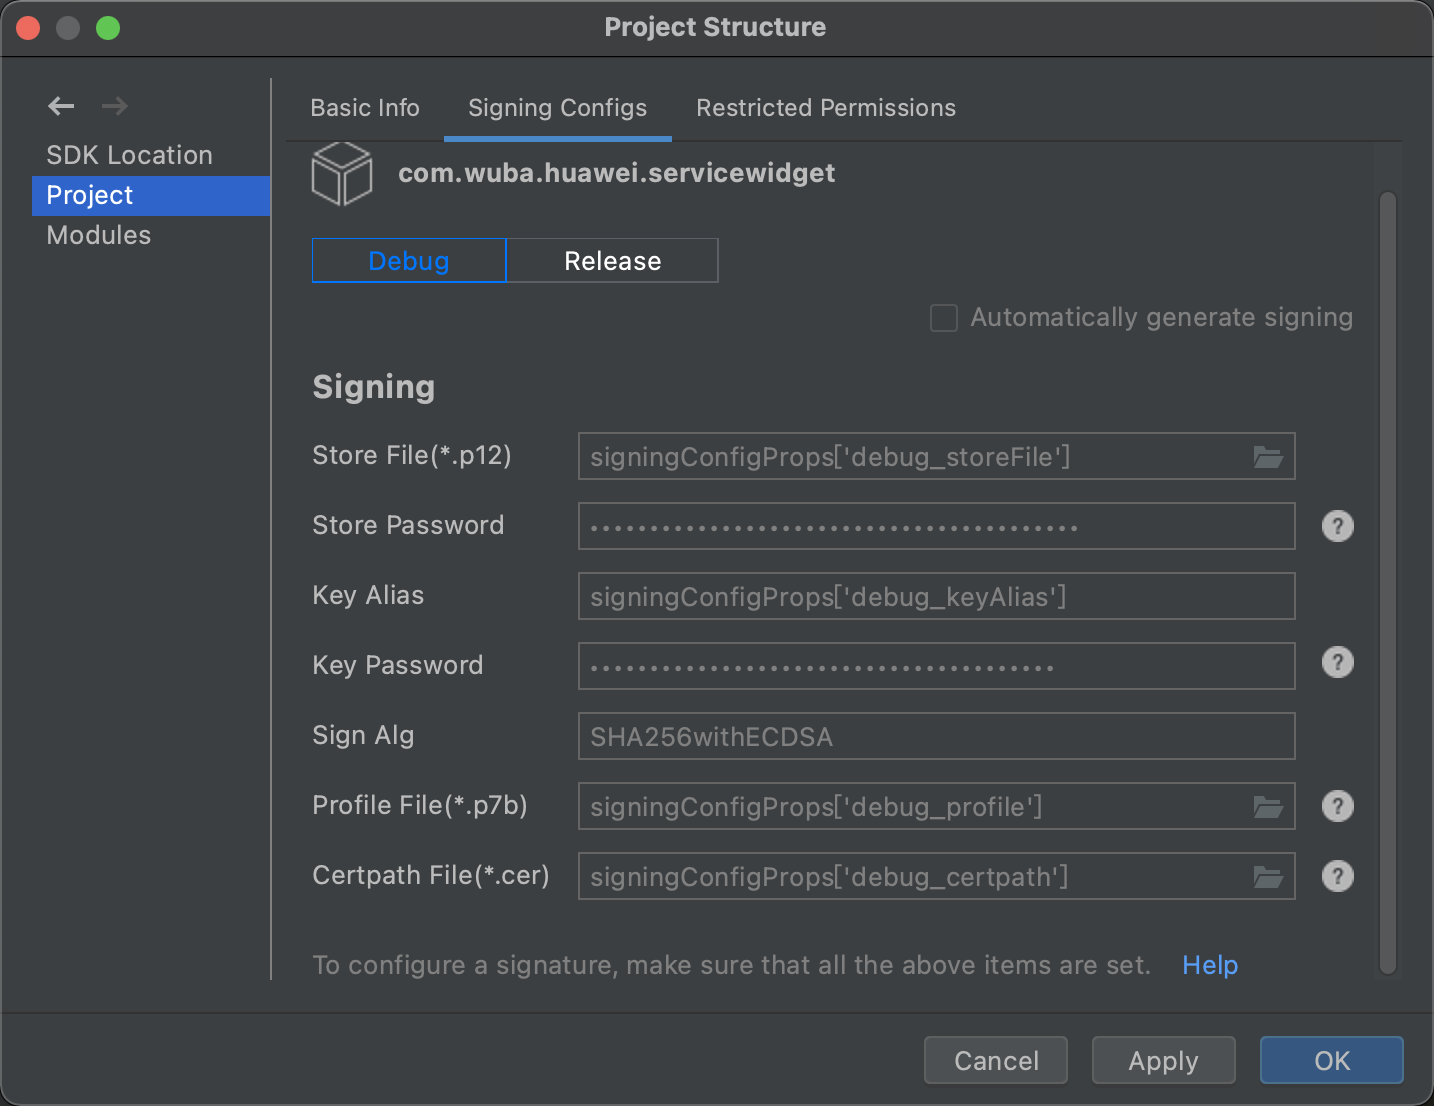 Project Structure
SDK Location
Project
Modules
Basic Info
Signing Configs
Restricted Permissions
com.wuba.huawei.servicewidget
Debug
Release
Automatically generate signing
Signing
Store File(*.p12)
signingConfigProps['debug_storeFile']
Store Password
?
Key Alias
signingConfigProps['debug_keyAlias']
Key Password
?
Sign Alg
SHA256withECDSA
Profile File(*.p7b)
signingConfigProps['debug_profile']
?
Certpath File(*.cer)
signingConfigProps['debug_certpath']
?
To configure a signature, make sure that all the above items are set.
Help
Cancel
Apply
OK